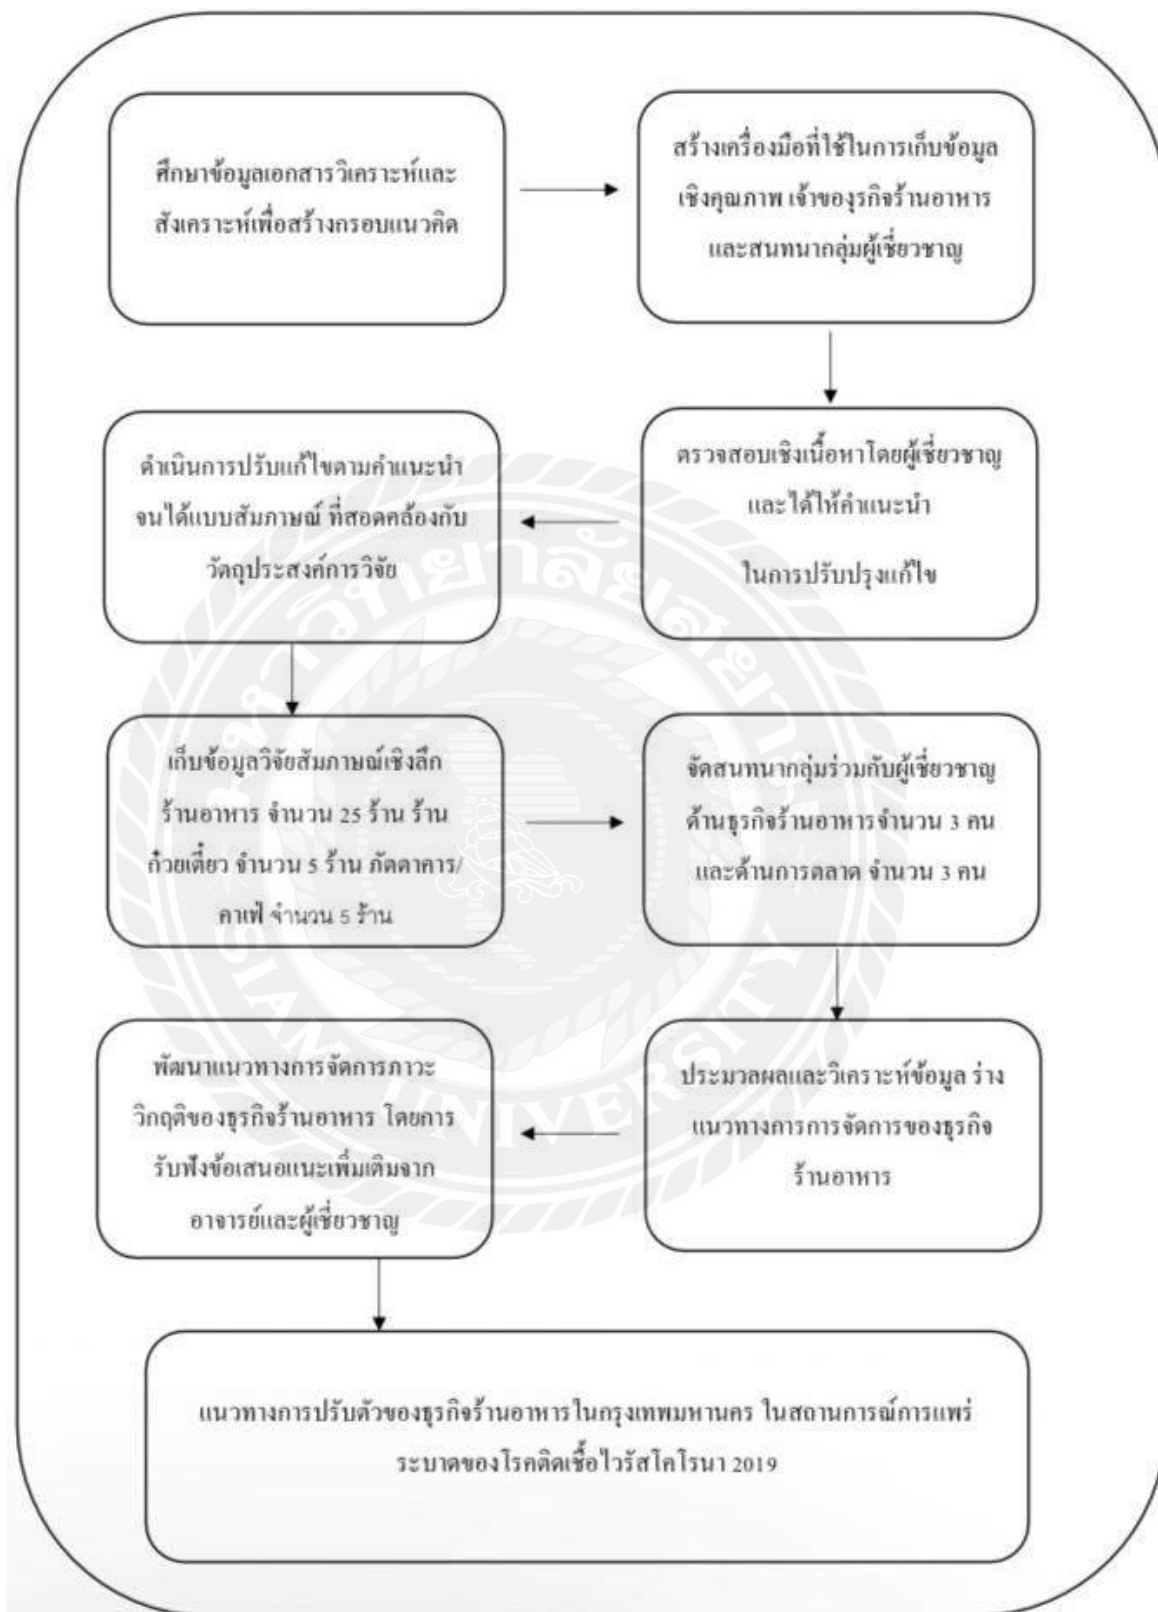 ศึกษาข้อมูลเอกสารวิเคราะห์และ
สังเคราะห์เพื่อสร้างกรอบแนวคิด
สร้างเครื่องมือที่ใช้ในการเก็บข้อมูล
เชิงคุณภาพ เจ้าของุรกิจร้านอาหาร
และสนทนากลุ่มผู้เชี่ยวชาญ
ตรวจสอบเชิงเนื้อหาโดยผู้เชี่ยวชาญ
และได้ให้คำแนะนำ
ในการปรับปรุงแก้ไข
ดำเนินการปรับแก้ไขตามคำแนะนำ
จนได้แบบสัมภาษณ์ ที่สอดคล้องกับ
วัตถุประสงค์การวิจัย
เก็บข้อมูลวิจัยสัมภาษณ์เชิงลึก
ร้านอาหาร จำนวน 25 ร้าน ร้าน
ก๋วยเตี๋ยว จำนวน 5 ร้าน ภัตตาคาร/
คาเฟ่ จำนวน 5 ร้าน
จัดสนทนากลุ่มร่วมกับผู้เชี่ยวชาญ
ด้านธุรกิจร้านอาหารจำนวน 3 คน
และด้านการตลาด จำนวน 3 คน
ประมวลผลและวิเคราะห์ข้อมูล ร่าง
แนวทางการการจัดการของธุรกิจ
ร้านอาหาร
พัฒนาแนวทางการจัดการภาวะ
วิกฤติของธุรกิจร้านอาหาร โดยการ
รับฟังข้อเสนอแนะเพิ่มเติมจาก
อาจารย์และผู้เชี่ยวชาญ
แนวทางการปรับตัวของธุรกิจร้านอาหารในกรุงเทพมหานคร ในสถานการณ์การแพร่
ระบาดของโรคติดเชื้อไวรัสโคโรนา 2019
มหาวิทยาลัยสยาม
SIAM UNIVERSITY